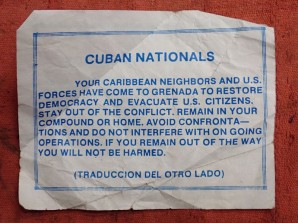 CUBAN NATIONALS
YOUR CARIBBEAN NEIGHBORS AND U.S.
FORCES HAVE COME TO GRENADA TO RESTORE
DEMOCRACY AND EVACUATE U.S. CITIZENS.
STAY OUT OF THE CONFLICT. REMAIN IN YOUR
COMPOUND OR HOME. AVOID CONFRONTA—
TIONS AND DO NOT INTERFERE WITH ON GOING
OPERATIONS. IF YOU REMAIN OUT OF THE WAY
YOU WILL NOT BE HARMED.
(TRADUCCION DEL OTRO LADO)